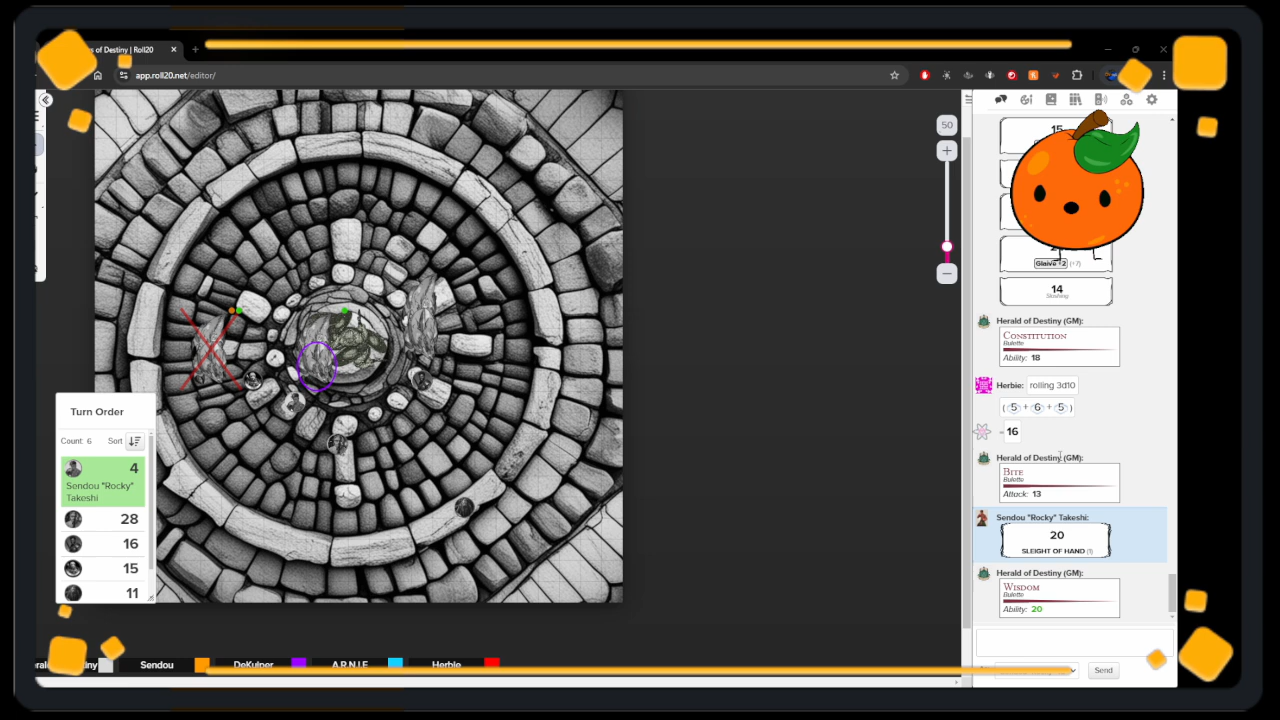 s of Destiny | Roll20
app.roll20.net/editor/
50
15
Glaive +2 (+7)
14
Slashing
Herald of Destiny (GM):
Constitution
Bulette
Ability: 18
Herbie: rolling 3d10
(5+6+5)
16
Herald of Destiny (GM):
Bite
Bulette
Attack: 13
Sendou "Rocky" Takeshi:
20
SLEIGHT OF HAND (1)
Herald of Destiny (GM):
Wisdom
Bulette
Ability: 20
Send
Turn Order
Count: 6 Sort
4
Sendou "Rocky"
Takeshi
28
16
15
11
Sendou
DeKulper
A.R.N.I.E
Herbie